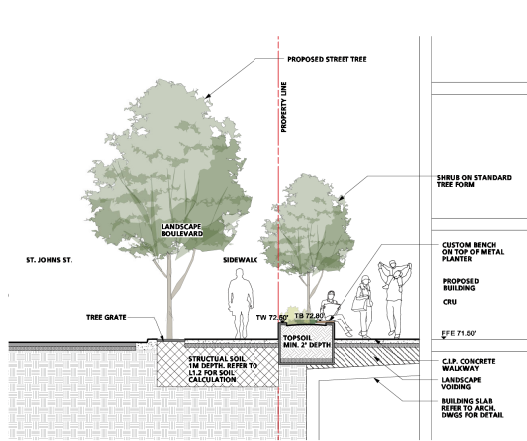 PROPOSED STREET TREE
PROPERTY LINE
SHRUB ON STANDARD
TREE FORM
LANDSCAPE
BOULEVARD
ST. JOHNS ST.
SIDEWALK
CUSTOM BENCH
ON TOP OF METAL
PLANTER
PROPOSED
BUILDING
CRU
TREE GRATE
TW 72.50'
TB 72.80'
FFE 71.50'
TOPSOIL
MIN. 2' DEPTH
STRUCTUAL SOIL
1M DEPTH. REFER TO
L1.2 FOR SOIL
CALCULATION.
C.I.P. CONCRETE
WALKWAY
LANDSCAPE
VOIDING
BUILDING SLAB
REFER TO ARCH.
DWGS FOR DETAIL